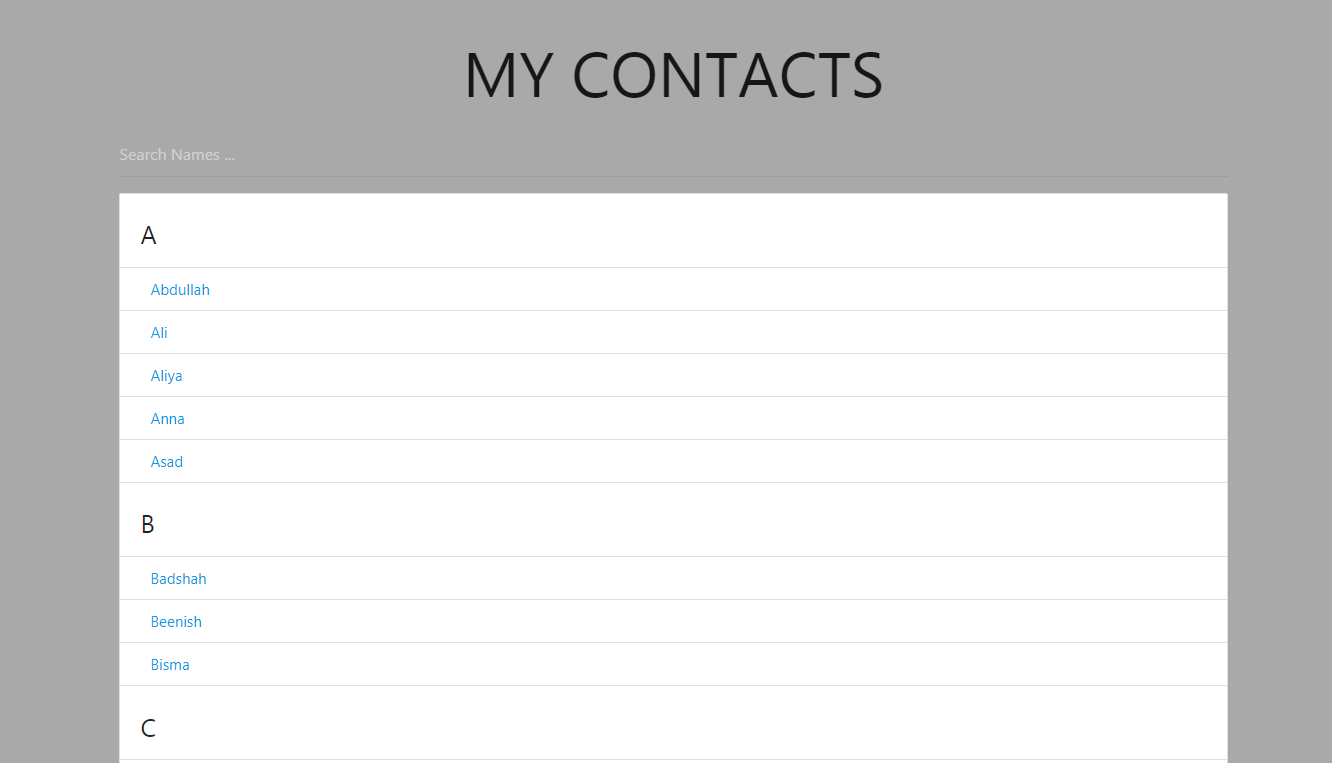 MY CONTACTS
Search Names ...
A
Abdullah
Ali
Aliya
Anna
Asad
B
Badshah
Beenish
Bisma
C